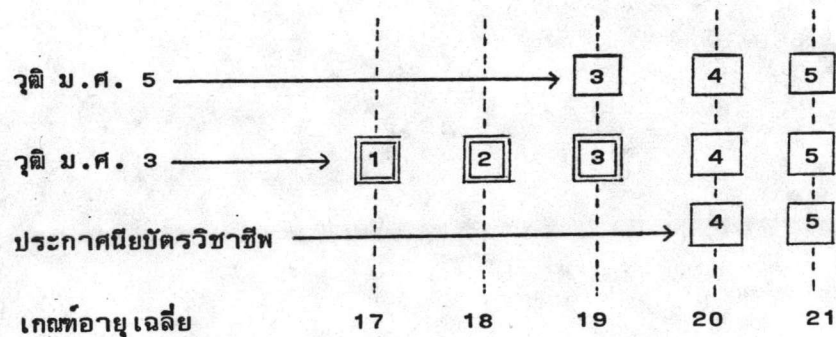 วุฒิ ม.ศ. 5 3 4 5
วุฒิ ม.ศ. 3 1 2 3 4 5
ประกาศนียบัตรวิชาชีพ 4 5
เกณฑ์อายุเฉลี่ย 17 18 19 20 21